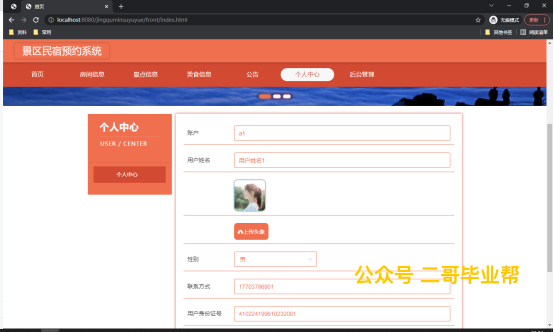 首页
localhost:8080/jingquminsuyuyue/front/index.html
无痕模式
更新
资料
常用
其他书签
阅读清单
景区民宿预约系统
首页
房间信息
景点信息
美食信息
公告
个人中心
后台管理
个人中心
USER / CENTER
个人中心
账户
a1
用户姓名
用户姓名1
上传头像
性别
男
联系方式
17703786901
用户身份证号
410224199610232001
公众号 二哥毕业帮